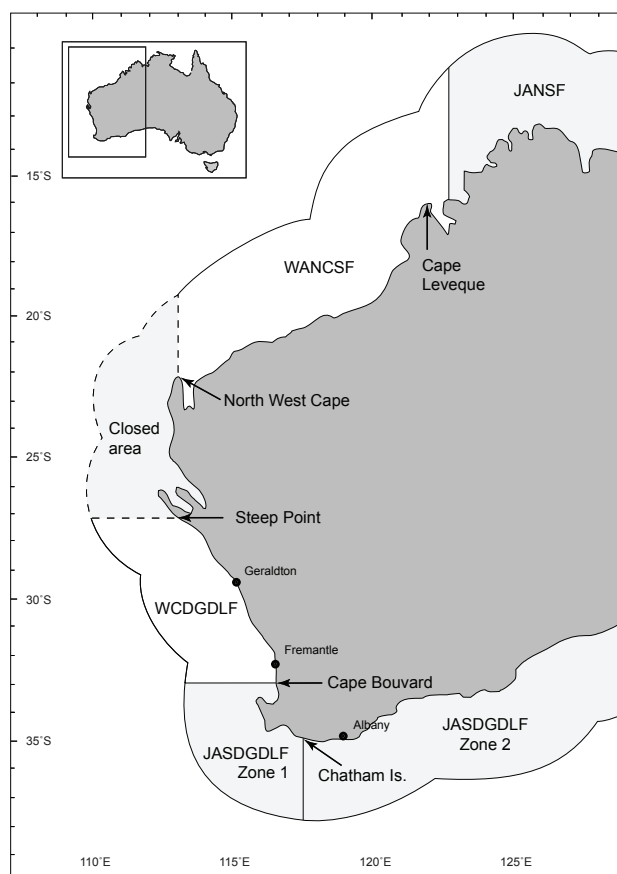 JANSF
15˚S
WANCSF
Cape
Leveque
20˚S
North West Cape
Closed
area
25˚S
Steep Point
Geraldton
30˚S
WCDGDLF
Fremantle
Cape Bouvard
Albany
35˚S
JASDGDLF
Zone 1
JASDGDLF
Zone 2
Chatham Is.
110˚E
115˚E
120˚E
125˚E